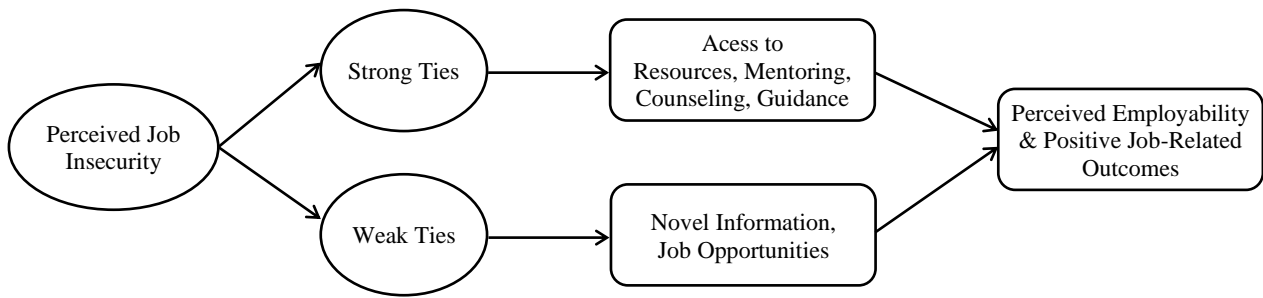 Perceived Job
Insecurity
Strong Ties
Weak Ties
Acess to
Resources, Mentoring,
Counseling, Guidance
Novel Information,
Job Opportunities
Perceived Employability
& Positive Job-Related
Outcomes